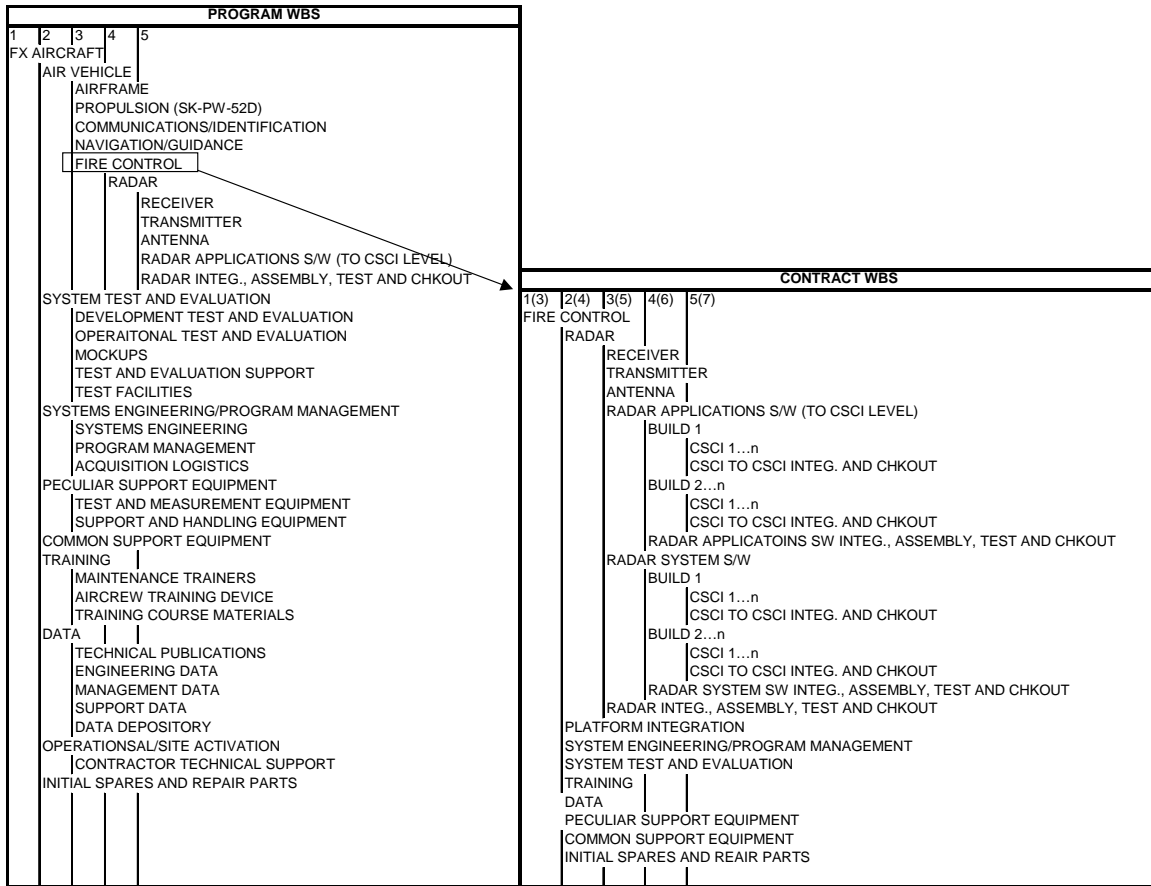 PROGRAM WBS
1 2 3 4 5
FX AIRCRAFT
AIR VEHICLE
AIRFRAME
PROPULSION (SK-PW-52D)
COMMUNICATIONS/IDENTIFICATION
NAVIGATION/GUIDANCE
FIRE CONTROL
RADAR
RECEIVER
TRANSMITTER
ANTENNA
RADAR APPLICATIONS S/W (TO CSCI LEVEL)
RADAR INTEG., ASSEMBLY, TEST AND CHKOUT
SYSTEM TEST AND EVALUATION
DEVELOPMENT TEST AND EVALUATION
OPERAITONAL TEST AND EVALUATION
MOCKUPS
TEST AND EVALUATION SUPPORT
TEST FACILITIES
SYSTEMS ENGINEERING/PROGRAM MANAGEMENT
SYSTEMS ENGINEERING
PROGRAM MANAGEMENT
ACQUISITION LOGISTICS
PECULIAR SUPPORT EQUIPMENT
TEST AND MEASUREMENT EQUIPMENT
SUPPORT AND HANDLING EQUIPMENT
COMMON SUPPORT EQUIPMENT
TRAINING
MAINTENANCE TRAINERS
AIRCREW TRAINING DEVICE
TRAINING COURSE MATERIALS
DATA
TECHNICAL PUBLICATIONS
ENGINEERING DATA
MANAGEMENT DATA
SUPPORT DATA
DATA DEPOSITORY
OPERATIONSAL/SITE ACTIVATION
CONTRACTOR TECHNICAL SUPPORT
INITIAL SPARES AND REPAIR PARTS
CONTRACT WBS
1(3) 2(4) 3(5) 4(6) 5(7)
FIRE CONTROL
RADAR
RECEIVER
TRANSMITTER
ANTENNA
RADAR APPLICATIONS S/W (TO CSCI LEVEL)
BUILD 1
CSCI 1…n
CSCI TO CSCI INTEG. AND CHKOUT
BUILD 2…n
CSCI 1…n
CSCI TO CSCI INTEG. AND CHKOUT
RADAR APPLICATOINS SW INTEG., ASSEMBLY, TEST AND CHKOUT
RADAR SYSTEM S/W
BUILD 1
CSCI 1…n
CSCI TO CSCI INTEG. AND CHKOUT
BUILD 2…n
CSCI 1…n
CSCI TO CSCI INTEG. AND CHKOUT
RADAR SYSTEM SW INTEG., ASSEMBLY, TEST AND CHKOUT
RADAR INTEG., ASSEMBLY, TEST AND CHKOUT
PLATFORM INTEGRATION
SYSTEM ENGINEERING/PROGRAM MANAGEMENT
SYSTEM TEST AND EVALUATION
TRAINING
DATA
PECULIAR SUPPORT EQUIPMENT
COMMON SUPPORT EQUIPMENT
INITIAL SPARES AND REAIR PARTS